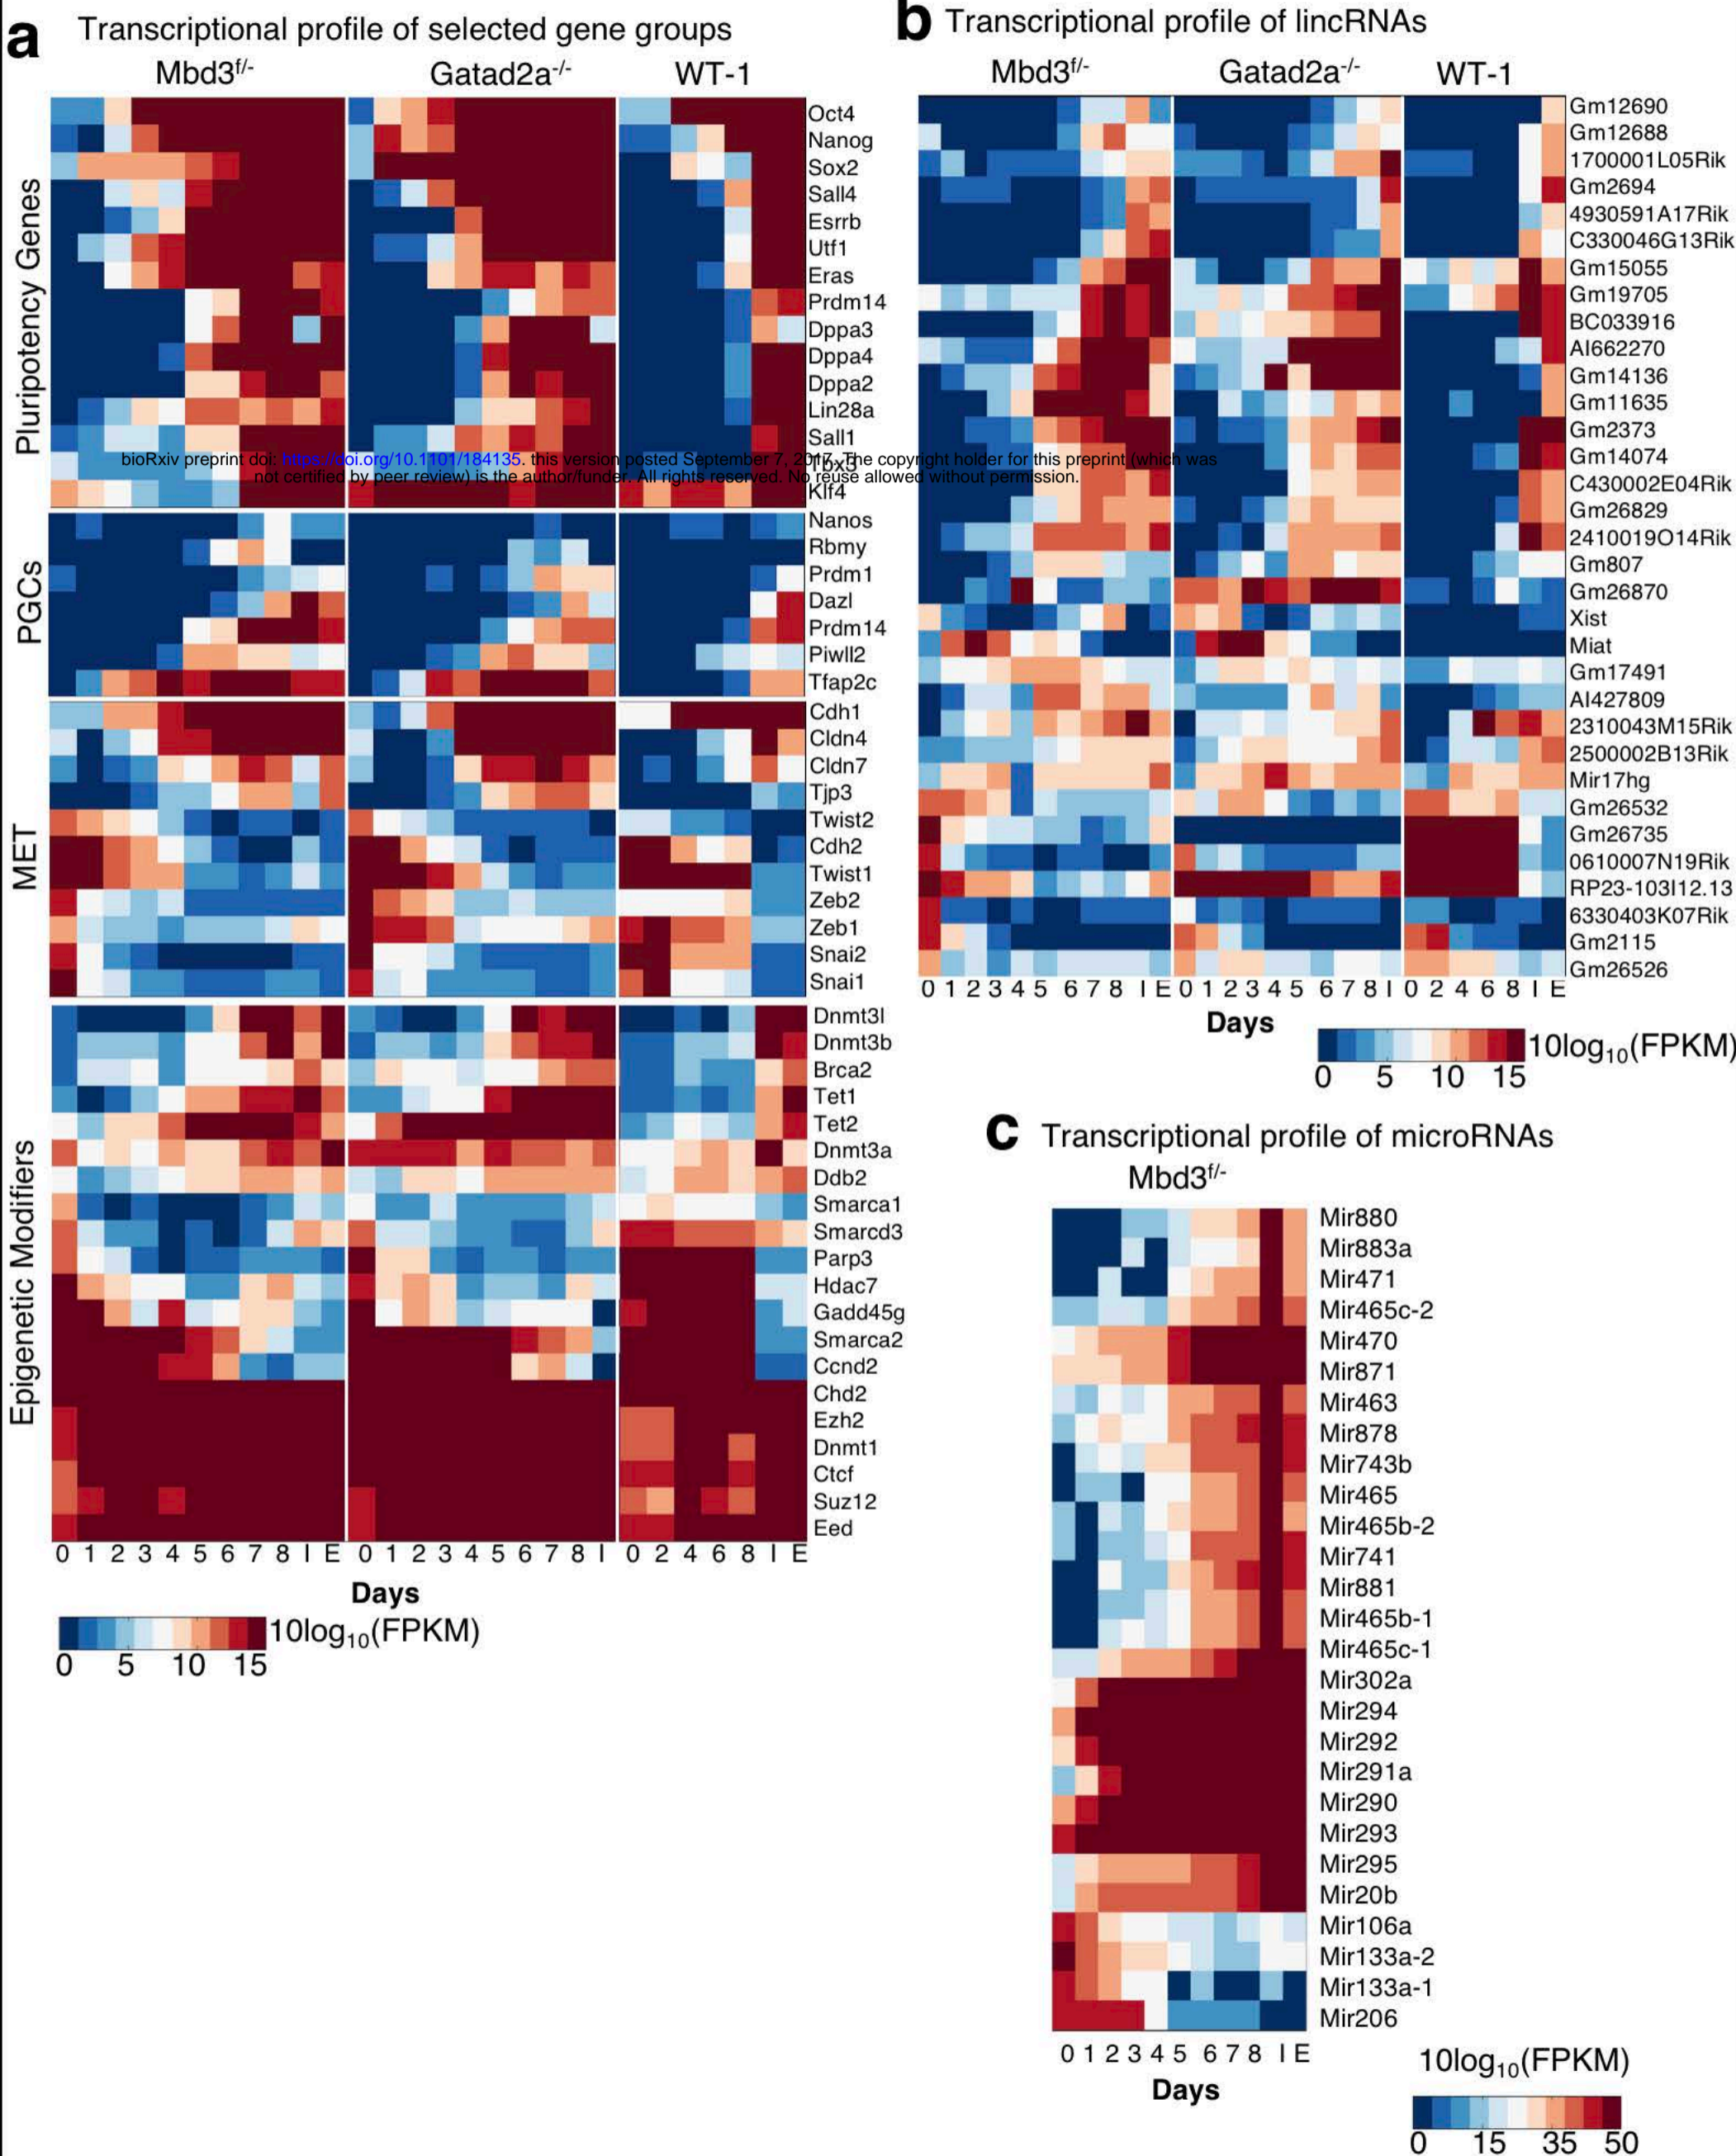 a Transcriptional profile of selected gene groups
Mbd3f/- Gatad2a-/- WT-1
Pluripotency Genes
Oct4
Nanog
Sox2
Sall4
Esrrb
Utf1
Eras
Prdm14
Dppa3
Dppa4
Dppa2
Lin28a
Sall1
Tbx3
Klf4
bioRxiv preprint doi: https://doi.org/10.1101/184135. this version posted September 7, 2017. The copyright holder for this preprint (which was
not certified by peer review) is the author/funder. All rights reserved. No reuse allowed without permission.
PGCs
Nanos
Rbmy
Prdm1
Dazl
Prdm14
Piwll2
Tfap2c
MET
Cdh1
Cldn4
Cldn7
Tjp3
Twist2
Cdh2
Twist1
Zeb2
Zeb1
Snai2
Snai1
Epigenetic Modifiers
Dnmt3l
Dnmt3b
Brca2
Tet1
Tet2
Dnmt3a
Ddb2
Smarca1
Smarcd3
Parp3
Hdac7
Gadd45g
Smarca2
Ccnd2
Chd2
Ezh2
Dnmt1
Ctcf
Suz12
Eed
0 1 2 3 4 5 6 7 8 I E 0 1 2 3 4 5 6 7 8 I 0 2 4 6 8 I E
Days
10log10(FPKM)
0 5 10 15
b Transcriptional profile of lincRNAs
Mbd3f/- Gatad2a-/- WT-1
Gm12690
Gm12688
1700001L05Rik
Gm2694
4930591A17Rik
C330046G13Rik
Gm15055
Gm19705
BC033916
AI662270
Gm14136
Gm11635
Gm2373
Gm14074
C430002E04Rik
Gm26829
2410019O14Rik
Gm807
Gm26870
Xist
Miat
Gm17491
AI427809
2310043M15Rik
2500002B13Rik
Mir17hg
Gm26532
Gm26735
0610007N19Rik
RP23-103I12.13
6330403K07Rik
Gm2115
Gm26526
0 1 2 3 4 5 6 7 8 I E 0 1 2 3 4 5 6 7 8 I 0 2 4 6 8 I E
Days
10log10(FPKM)
0 5 10 15
c Transcriptional profile of microRNAs
Mbd3f/-
Mir880
Mir883a
Mir471
Mir465c-2
Mir470
Mir871
Mir463
Mir878
Mir743b
Mir465
Mir465b-2
Mir741
Mir881
Mir465b-1
Mir465c-1
Mir302a
Mir294
Mir292
Mir291a
Mir290
Mir293
Mir295
Mir20b
Mir106a
Mir133a-2
Mir133a-1
Mir206
0 1 2 3 4 5 6 7 8 I E
Days
10log10(FPKM)
0 15 35 50